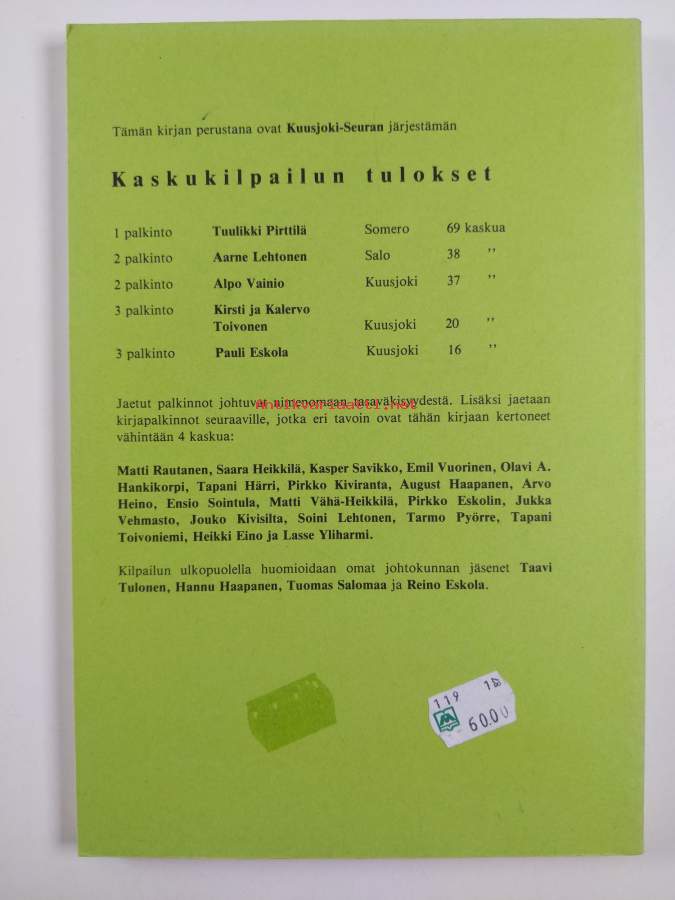 Tämän kirjan perustana ovat Kuusjoki-Seuran järjestämän
Kaskukilpailun tulokset
1 palkinto Tuulikki Pirttilä Somero 69 kaskua
2 palkinto Aarne Lehtonen Salo 38 ”
2 palkinto Alpo Vainio Kuusjoki 37 ”
3 palkinto Kirsti ja Kalervo
Toivonen Kuusjoki 20 ”
3 palkinto Pauli Eskola Kuusjoki 16 ”
Jaetut palkinnot johtuvat nimenomaan tasaväkisyydestä. Lisäksi jaetaan
Antikvariaatti.net
kirjapalkinnot seuraaville, jotka eri tavoin ovat tähän kirjaan kertoneet
vähintään 4 kaskua:
Matti Rautanen, Saara Heikkilä, Kasper Savikko, Emil Vuorinen, Olavi A.
Hankikorpi, Tapani Härri, Pirkko Kiviranta, August Haapanen, Arvo
Heino, Ensio Sointula, Matti Vähä-Heikkilä, Pirkko Eskolin, Jukka
Vehmasto, Jouko Kivisilta, Soini Lehtonen, Tarmo Pyörre, Tapani
Toivoniemi, Heikki Eino ja Lasse Yliharmi.
Kilpailun ulkopuolella huomioidaan omat johtokunnan jäsenet Taavi
Tulonen, Hannu Haapanen, Tuomas Salomaa ja Reino Eskola.
119
60.00